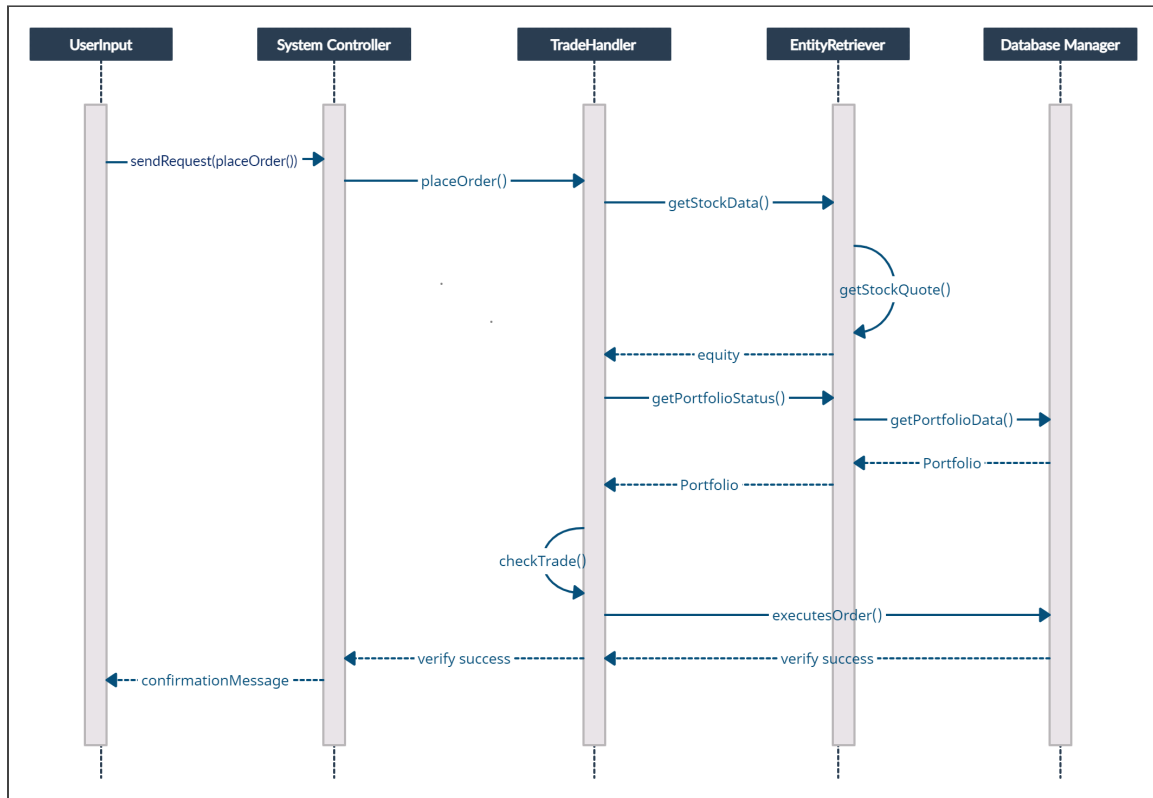 UserInput
System Controller
TradeHandler
EntityRetriever
Database Manager
sendRequest(placeOrder())
placeOrder()
getStockData()
getStockQuote()
equity
getPortfolioStatus()
getPortfolioData()
Portfolio
Portfolio
checkTrade()
executesOrder()
verify success
verify success
confirmationMessage